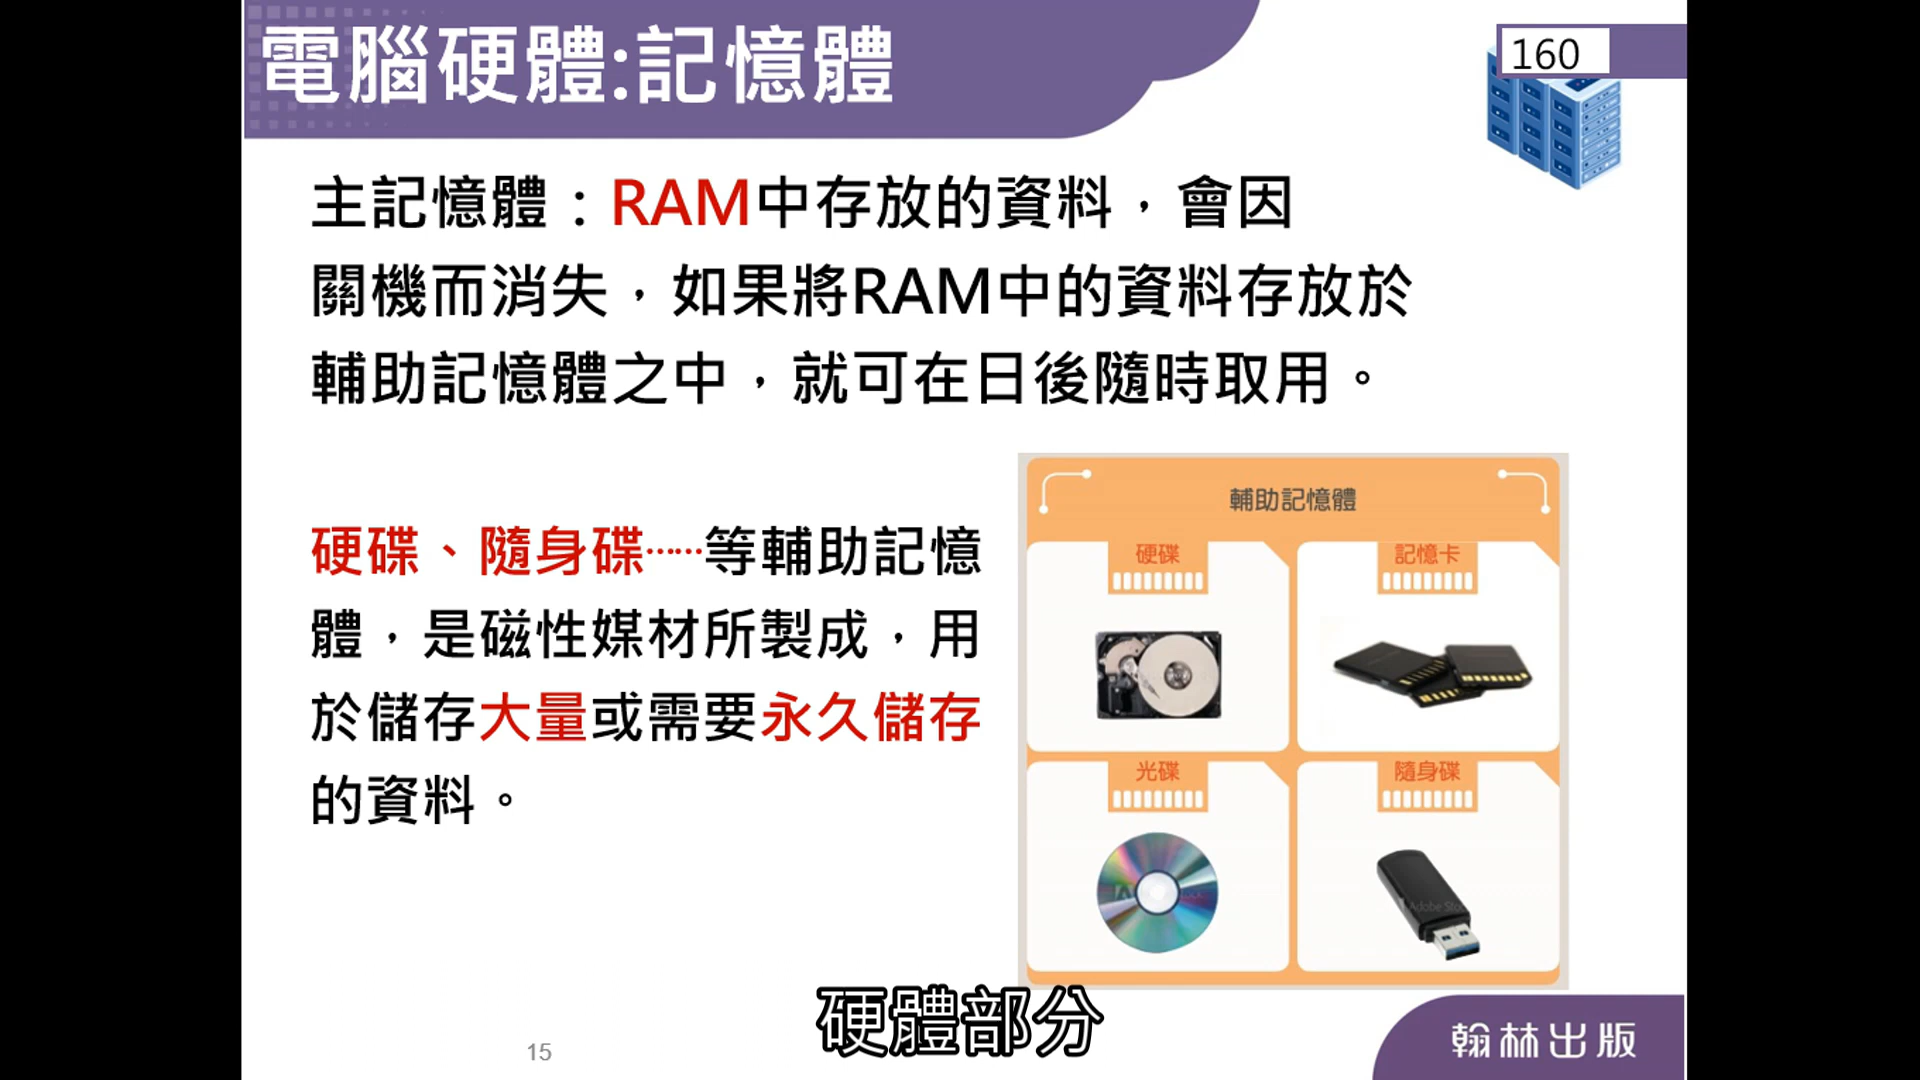 電腦硬體:記憶體
160
主記憶體：RAM中存放的資料，會因
關機而消失，如果將RAM中的資料存放於
輔助記憶體之中，就可在日後隨時取用。
硬碟、隨身碟……等輔助記憶
體，是磁性媒材所製成，用
於儲存大量或需要永久儲存
的資料。
輔助記憶體
硬碟
記憶卡
光碟
隨身碟
Adobe Stoc
硬體部分
15
翰林出版